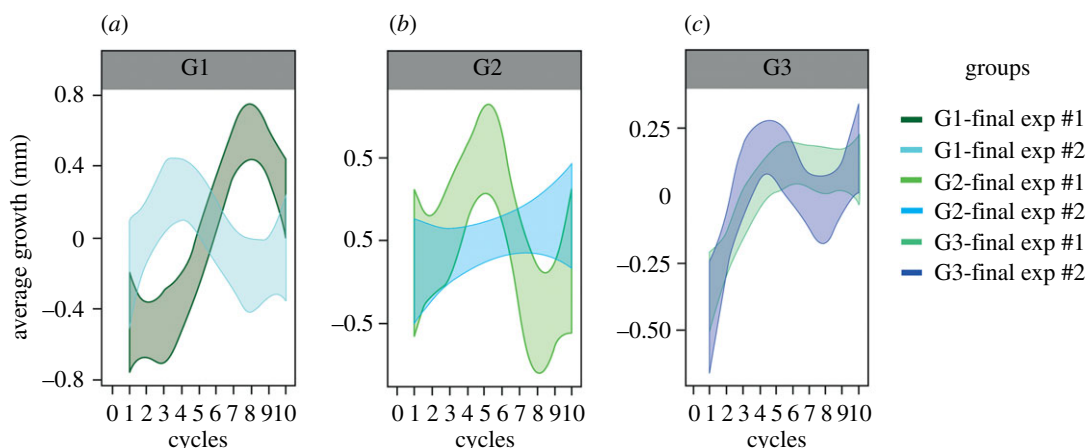 (a)
(b)
(c)
G1
G2
G3
average growth (mm)
0.8
0.4
0
–0.4
–0.8
0.5
0.5
–0.5
0.25
0
–0.25
–0.50
0 1 2 3 4 5 6 7 8 9 10
0 1 2 3 4 5 6 7 8 9 10
0 1 2 3 4 5 6 7 8 9 10
cycles
cycles
cycles
groups
G1-final exp #1
G1-final exp #2
G2-final exp #1
G2-final exp #2
G3-final exp #1
G3-final exp #2